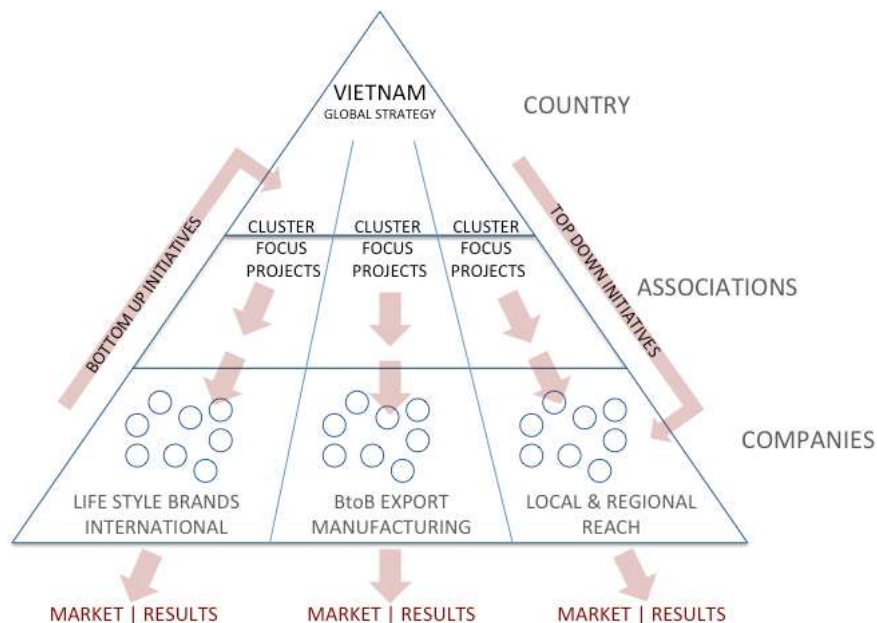 VIETNAM
GLOBAL STRATEGY
COUNTRY
BOTTOM UP INITIATIVES
TOP DOWN INITIATIVES
CLUSTER
FOCUS
PROJECTS
CLUSTER
FOCUS
PROJECTS
CLUSTER
FOCUS
PROJECTS
ASSOCIATIONS
COMPANIES
LIFE STYLE BRANDS
INTERNATIONAL
BtoB EXPORT
MANUFACTURING
LOCAL & REGIONAL
REACH
MARKET | RESULTS
MARKET | RESULTS
MARKET | RESULTS